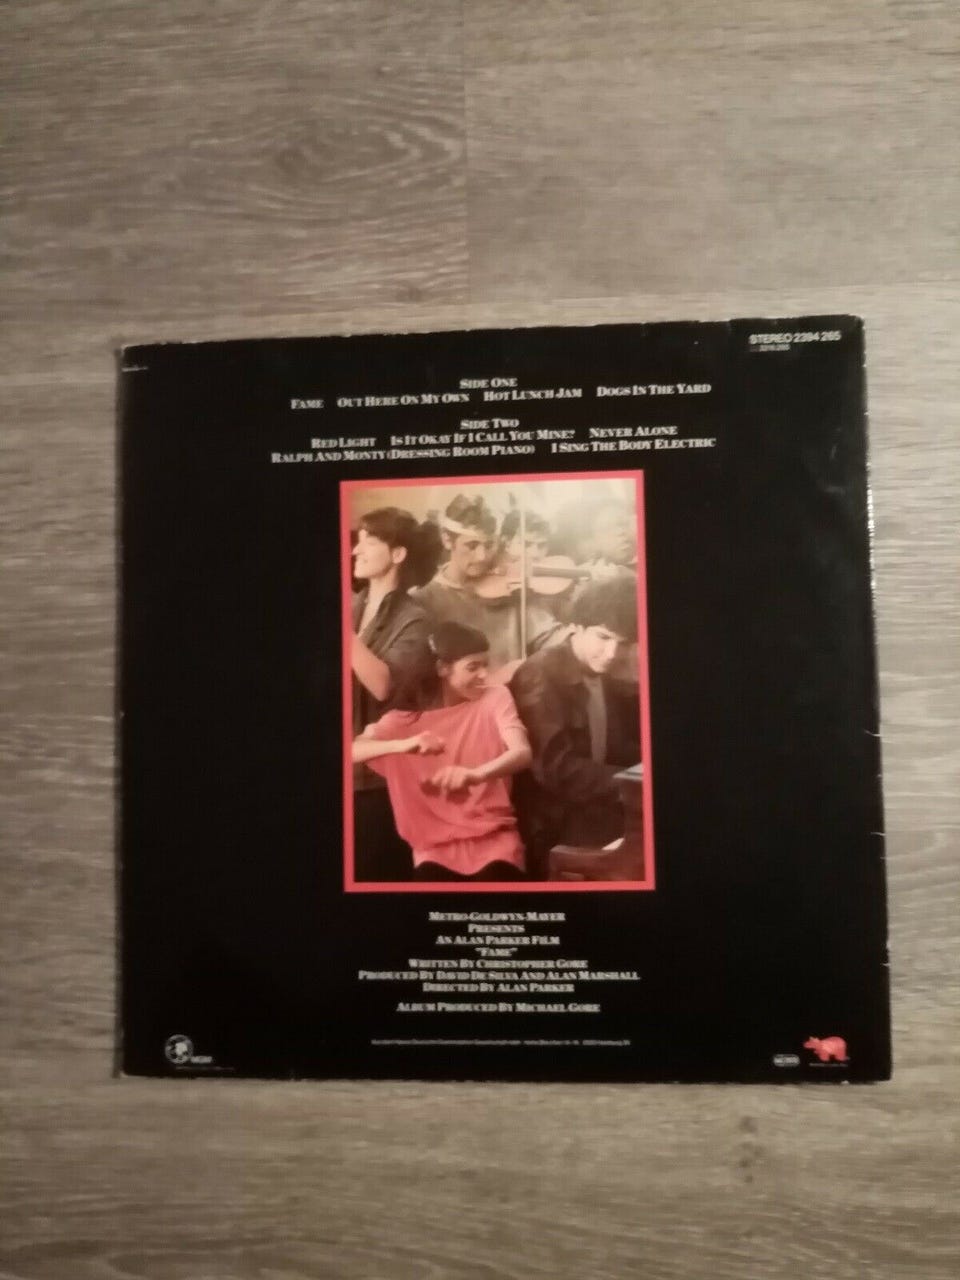 STEREO 2394 265
SIDE ONE
FAME OUT HERE ON MY OWN HOT LUNCH JAM DOGS IN THE YARD
SIDE TWO
RED LIGHT IS IT OKAY IF I CALL YOU MINE? NEVER ALONE
RALPH AND MONTY (DRESSING ROOM PIANO) I SING THE BODY ELECTRIC
METRO-GOLDWYN-MAYER
PRESENTS
AN ALAN PARKER FILM
"FAME"
WRITTEN BY CHRISTOPHER GORE
PRODUCED BY DAVID DE SILVA AND ALAN MARSHALL
DIRECTED BY ALAN PARKER
ALBUM PRODUCED BY MICHAEL GORE
MGM